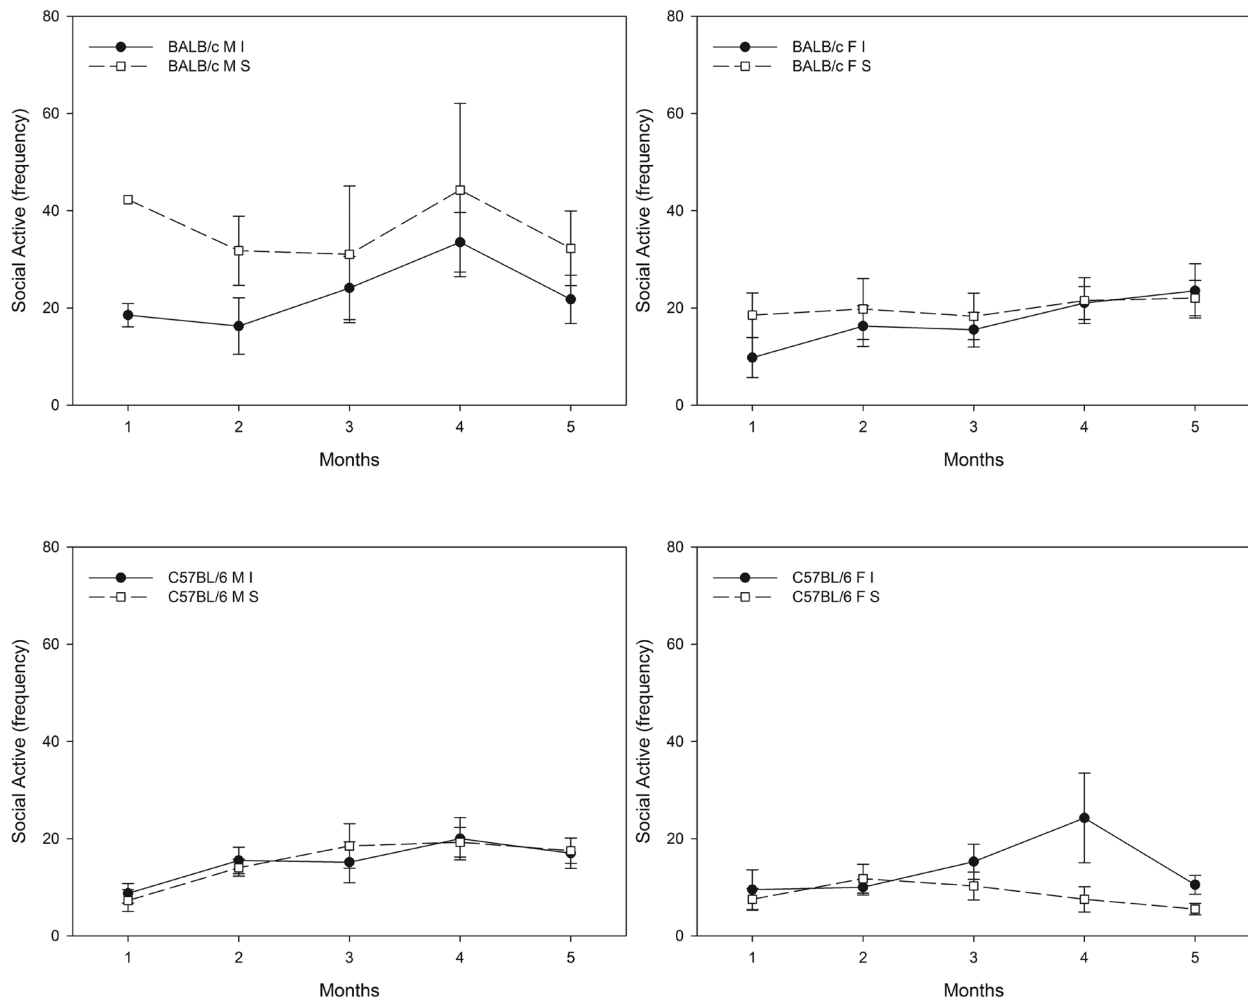 80
60
40
20
0
Social Active (frequency)
BALB/c M I
BALB/c M S
1 2 3 4 5
Months
80
60
40
20
0
Social Active (frequency)
BALB/c F I
BALB/c F S
1 2 3 4 5
Months
80
60
40
20
0
Social Active (frequency)
C57BL/6 M I
C57BL/6 M S
1 2 3 4 5
Months
80
60
40
20
0
Social Active (frequency)
C57BL/6 F I
C57BL/6 F S
1 2 3 4 5
Months